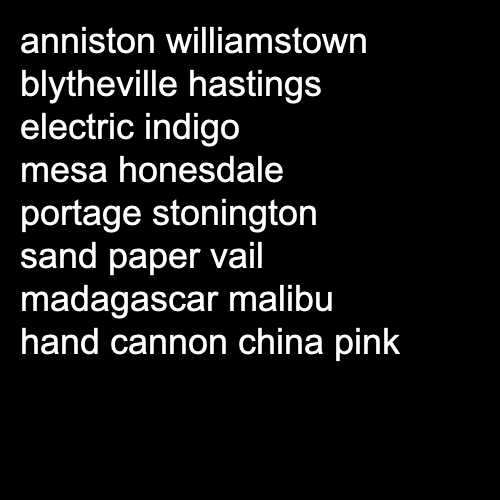 anniston williamstown
blytheville hastings
electric indigo
mesa honesdale
portage stonington
sand paper vail
madagascar malibu
hand cannon china pink